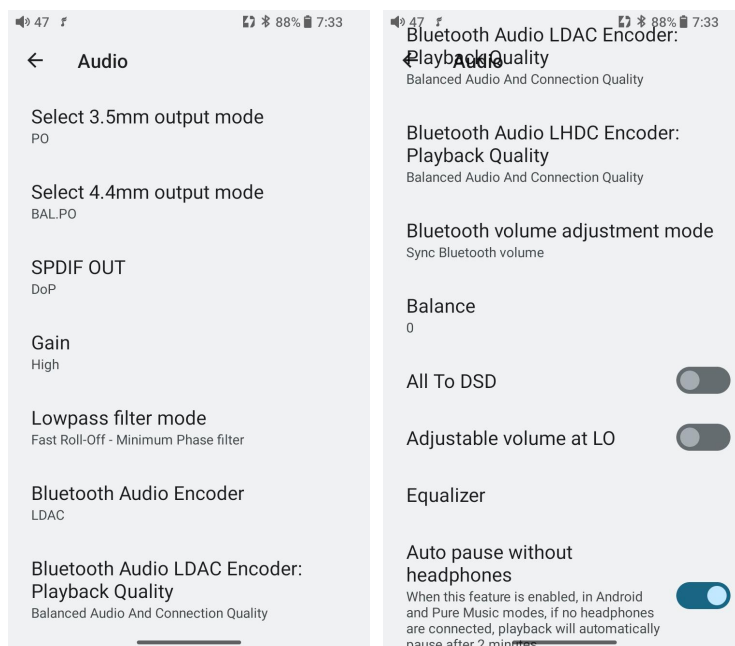 47 88% 7:33
Audio
Select 3.5mm output mode
PO
Select 4.4mm output mode
BAL.PO
SPDIF OUT
DoP
Gain
High
Lowpass filter mode
Fast Roll-Off - Minimum Phase filter
Bluetooth Audio Encoder
LDAC
Bluetooth Audio LDAC Encoder:
Playback Quality
Balanced Audio And Connection Quality
47 88% 7:33
Bluetooth Audio LDAC Encoder:
Playback Quality
Audio
Balanced Audio And Connection Quality
Bluetooth Audio LHDC Encoder:
Playback Quality
Balanced Audio And Connection Quality
Bluetooth volume adjustment mode
Sync Bluetooth volume
Balance
0
All To DSD
Adjustable volume at LO
Equalizer
Auto pause without
headphones
When this feature is enabled, in Android
and Pure Music modes, if no headphones
are connected, playback will automatically
pause after 2 minutes